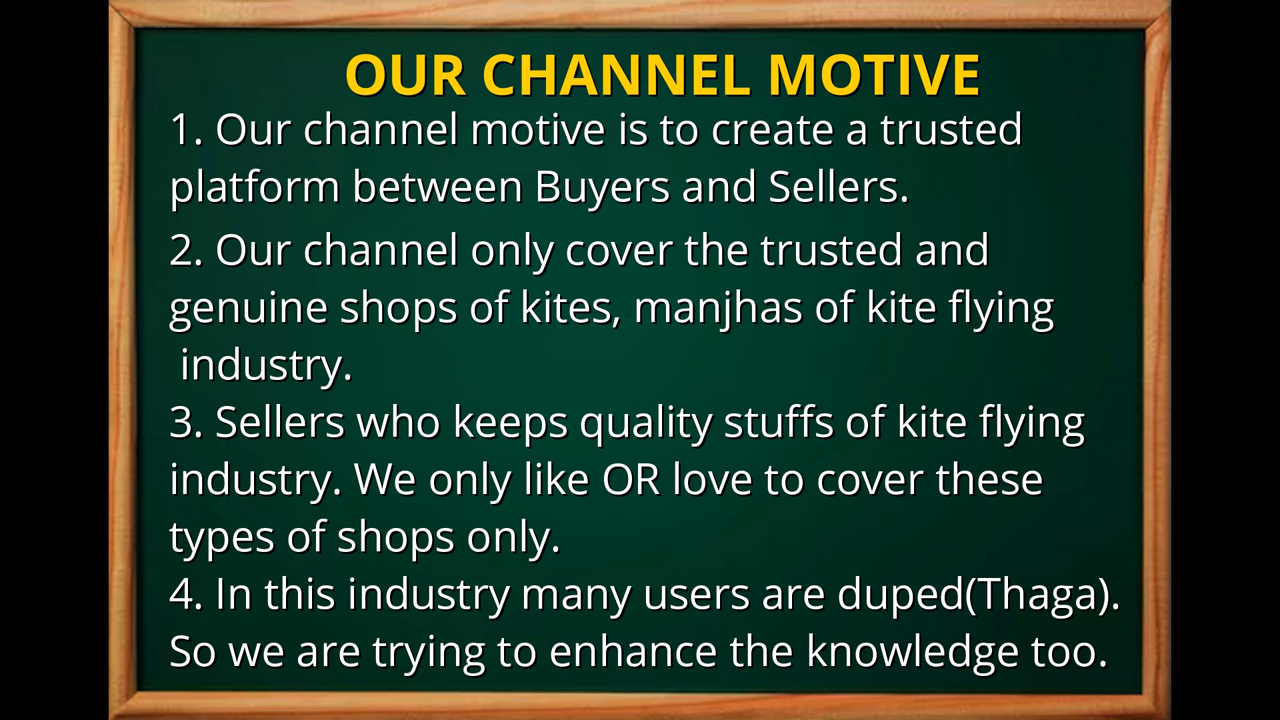 OUR CHANNEL MOTIVE
1. Our channel motive is to create a trusted
platform between Buyers and Sellers.
2. Our channel only cover the trusted and
genuine shops of kites, manjhas of kite flying
industry.
3. Sellers who keeps quality stuffs of kite flying
industry. We only like OR love to cover these
types of shops only.
4. In this industry many users are duped(Thaga).
So we are trying to enhance the knowledge too.